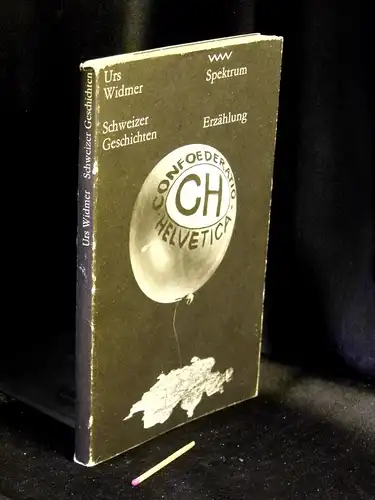 Urs
Widmer
Spektrum
Schweizer
Geschichten
Erzählung
CONFOEDERATIO -
CH
HELVETICA
Urs Widmer Schweizer Geschichten